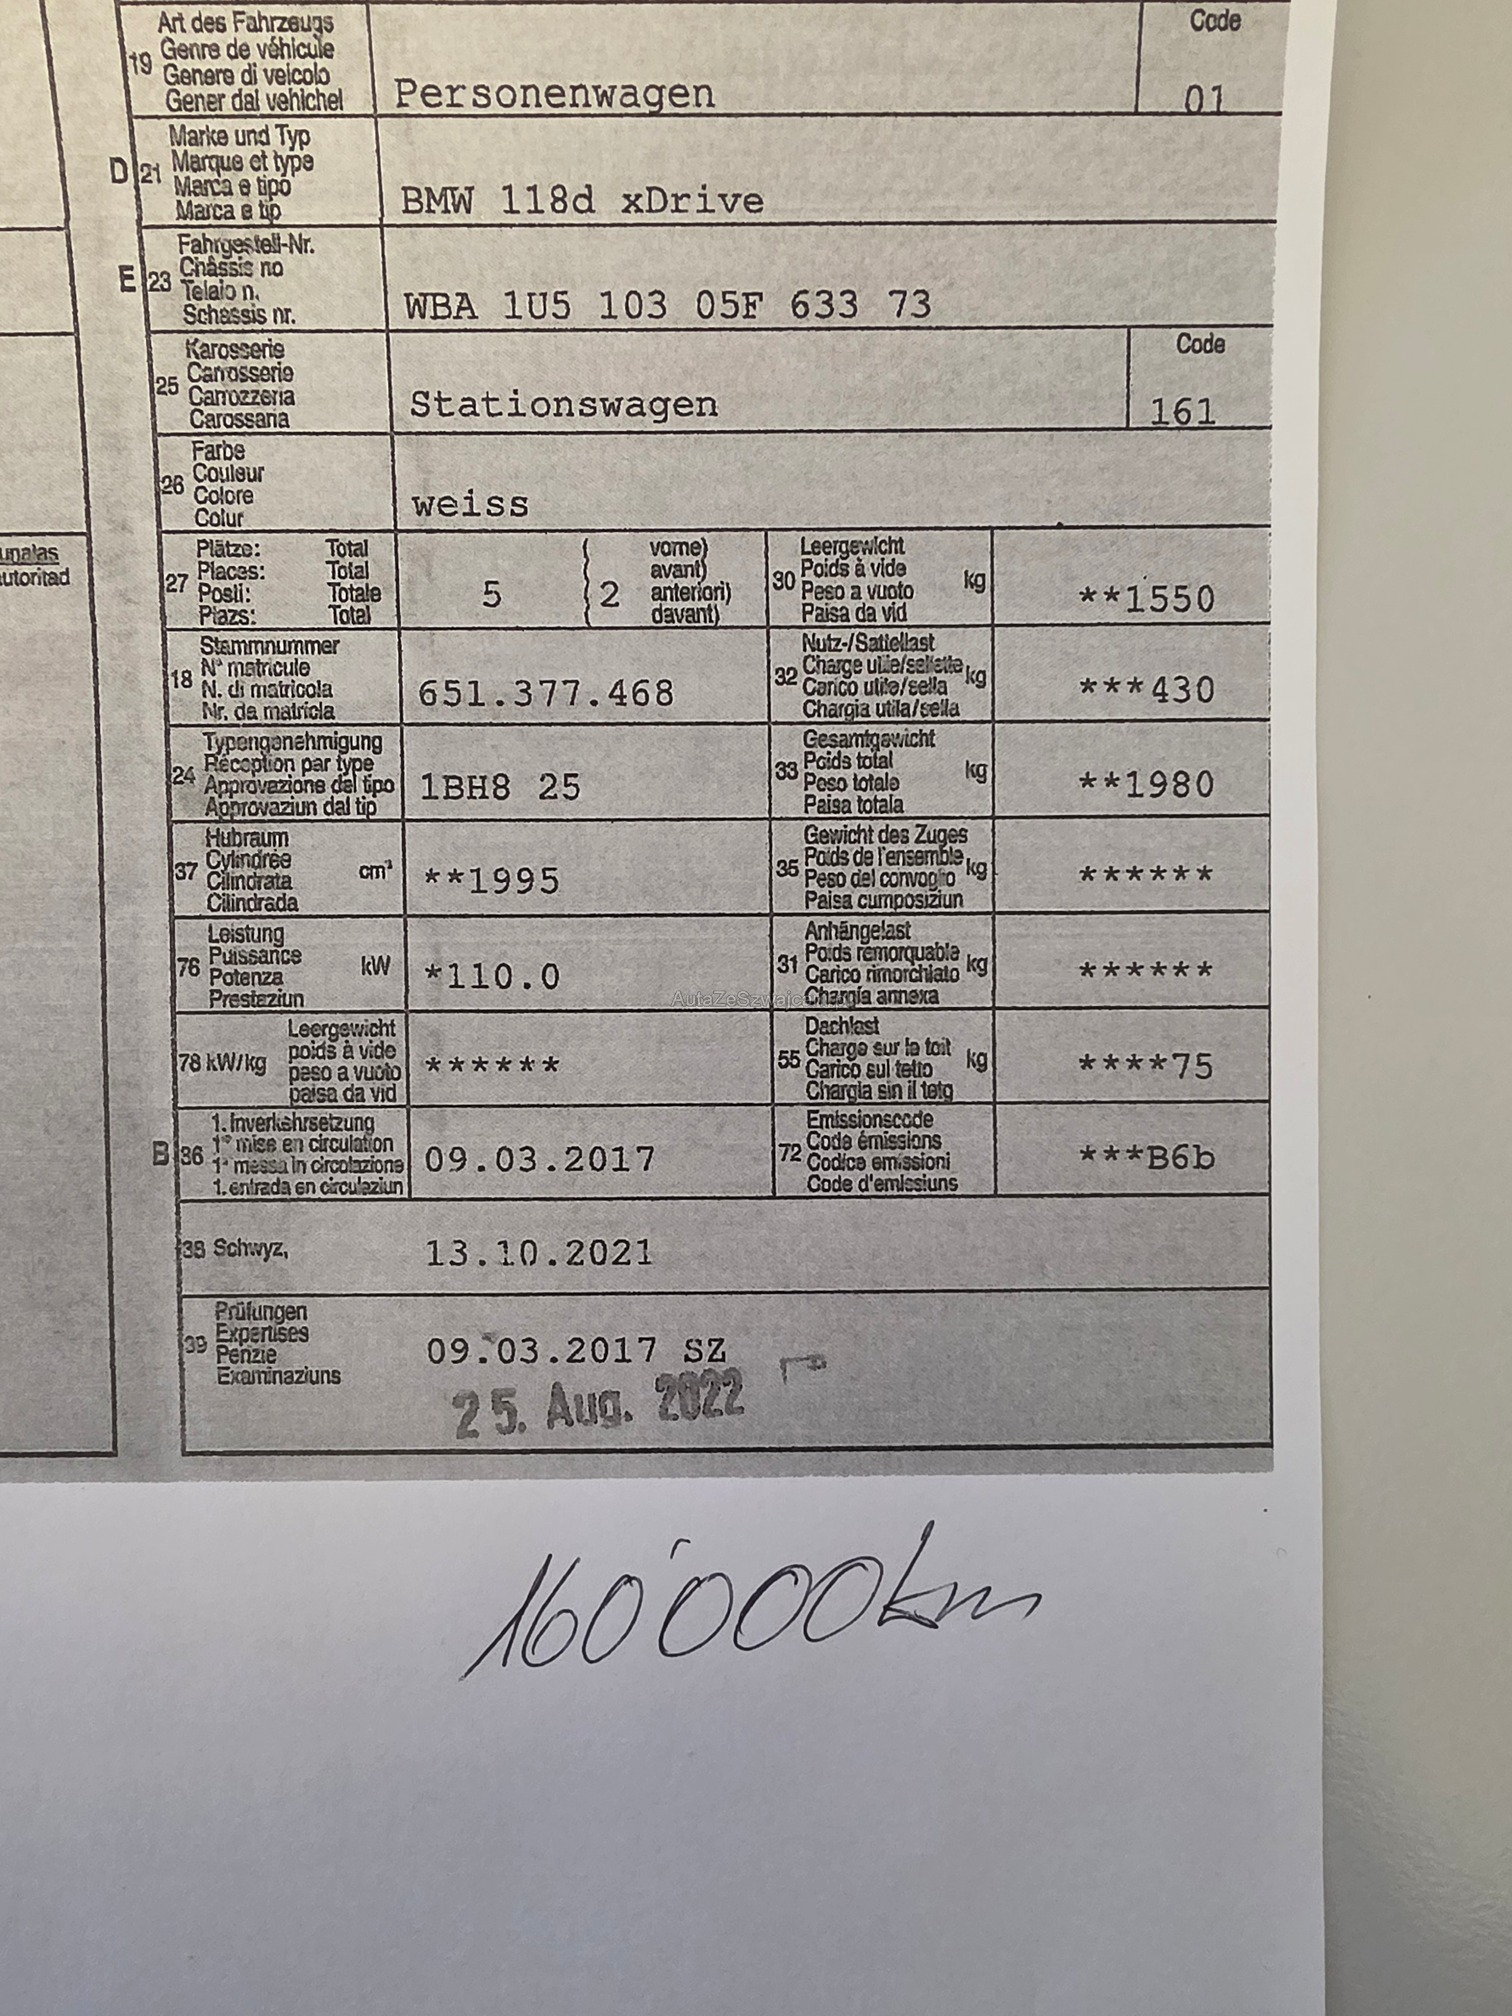 Art des Fahrzeugs
Genre de véhicule
Genere di veicolo
Gener dal vehichel
19
Personenwagen
Code
01
D 21
Marke und Typ
Marque et type
Marca e tipo
Marca e tip
BMW 118d xDrive
E 23
Fahrgestell-Nr.
Châssis no
Telaio n.
Schassis nr.
WBA 1U5 103 05F 633 73
25
Karosserie
Carrosserie
Carrozzeria
Carossaria
Stationswagen
Code
161
26
Farbe
Couleur
Colore
Colur
weiss
27
Plätze: Total
Places: Total
Posti: Totale
Plazs: Total
5
2
vorne)
avant)
anteriori)
davant)
30
Leergewicht
Poids à vide
Peso a vuoto
Paisa da vid
kg
**1550
18
Stammnummer
N° matricule
N. di matricola
Nr. da matricla
651.377.468
32
Nutz-/Sattellast
Charge utile/sellette
Carico utile/sella
Chargia utila/sella
kg
***430
24
Typengenehmigung
Réception par type
Approvazione del tipo
Approvaziun dal tip
1BH8 25
33
Gesamtgewicht
Poids total
Peso totale
Paisa totala
kg
**1980
37
Hubraum
Cylindrée
Cilindrata
Cilindrada
cm³
**1995
35
Gewicht des Zuges
Poids de l'ensemble
Peso del convoglio
Paisa cumposiziun
kg
******
76
Leistung
Puissance
Potenza
Prestaziun
kW
*110.0
31
Anhängelast
Poids remorquable
Carico rimorchiato
Chargia annexa
kg
******
78 kW/kg
Leergewicht
poids à vide
peso a vuoto
paisa da vid
******
55
Dachlast
Charge sur le toit
Carico sul tetto
Chargia sin il tetg
kg
****75
B 36
1. Inverkehrsetzung
1re mise en circulation
1a messa in circolazione
1. entrada en circulaziun
09.03.2017
72
Emissionscode
Code émissions
Codice emissioni
Code d'emissiuns
***B6b
38 Schwyz,
13.10.2021
39
Prüfungen
Expertises
Perizie
Examinaziuns
09.03.2017 SZ
25. Aug. 2022
160'000km